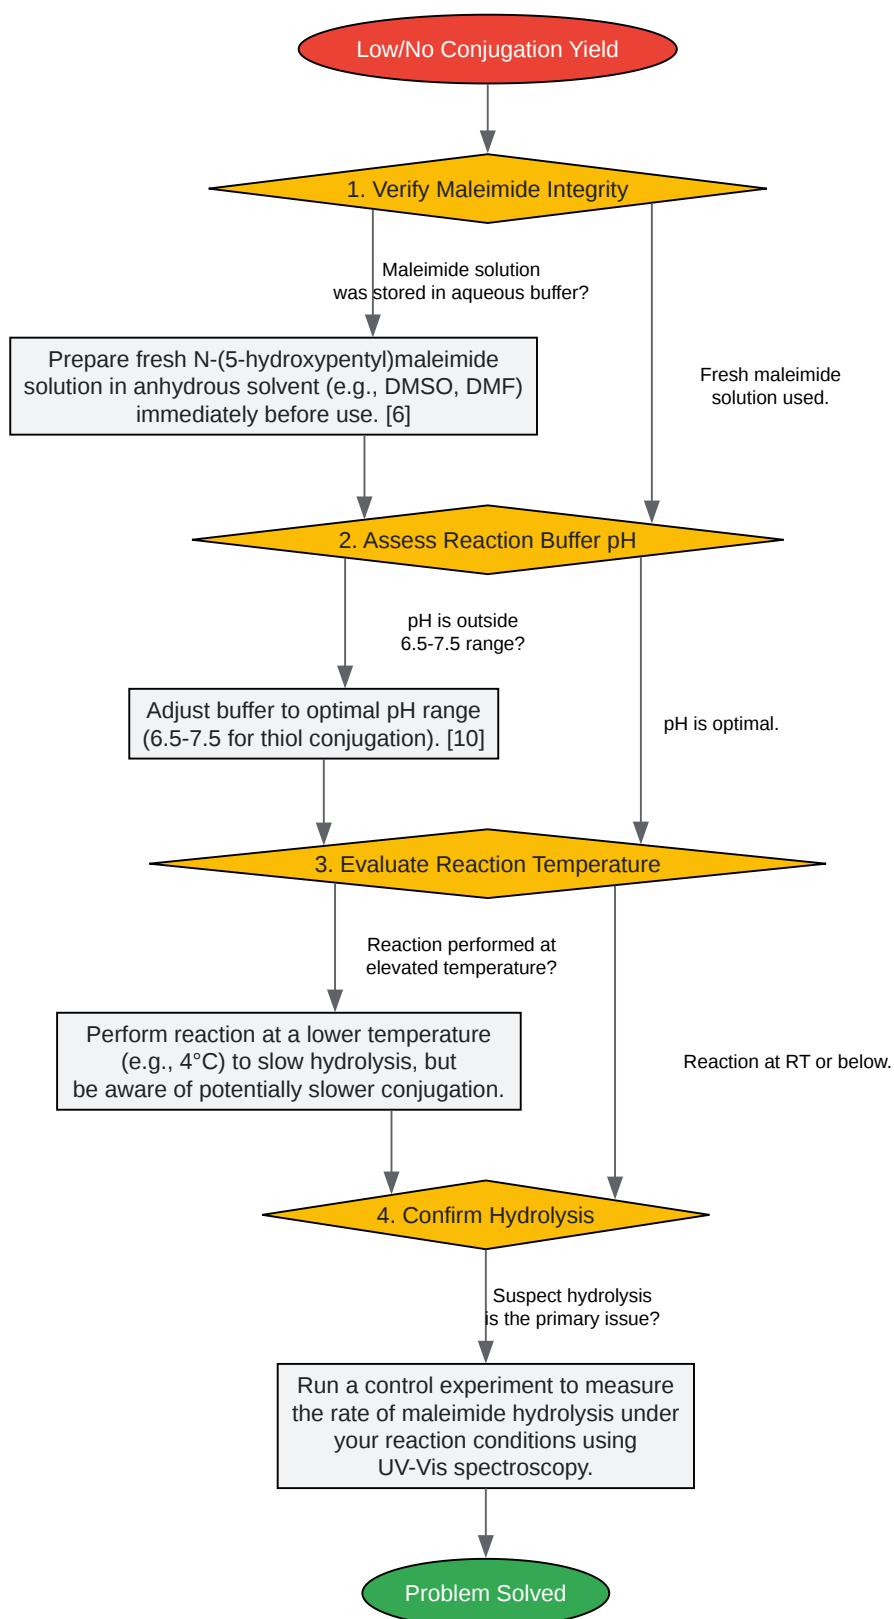 Low/No Conjugation Yield
1. Verify Maleimide Integrity
Maleimide solution
was stored in aqueous buffer?
Prepare fresh N-(5-hydroxypentyl)maleimide
solution in anhydrous solvent (e.g., DMSO, DMF)
immediately before use. [6]
Fresh maleimide
solution used.
2. Assess Reaction Buffer pH
pH is outside
6.5-7.5 range?
Adjust buffer to optimal pH range
(6.5-7.5 for thiol conjugation). [10]
pH is optimal.
3. Evaluate Reaction Temperature
Reaction performed at
elevated temperature?
Perform reaction at a lower temperature
(e.g., 4°C) to slow hydrolysis, but
be aware of potentially slower conjugation.
Reaction at RT or below.
4. Confirm Hydrolysis
Suspect hydrolysis
is the primary issue?
Run a control experiment to measure
the rate of maleimide hydrolysis under
your reaction conditions using
UV-Vis spectroscopy.
Problem Solved